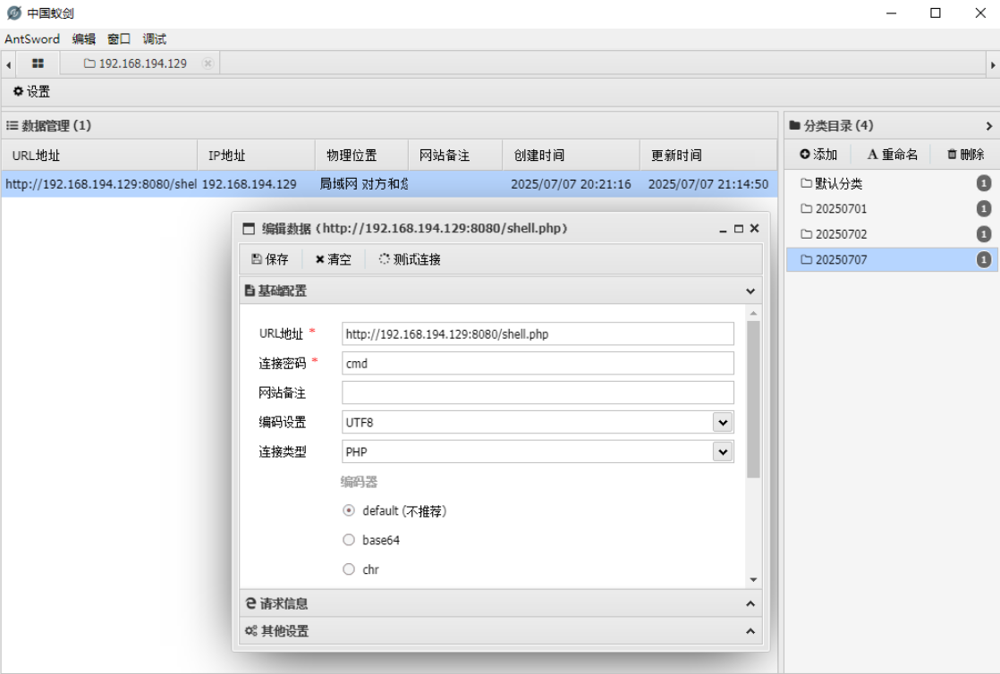 中国蚁剑
AntSword 编辑 窗口 调试
192.168.194.129
设置
数据管理 (1)
URL地址 IP地址 物理位置 网站备注 创建时间 更新时间
http://192.168.194.129:8080/shel 192.168.194.129 局域网 对方和 2025/07/07 20:21:16 2025/07/07 21:14:50
分类目录 (4)
添加 A 重命名 删除
默认分类 1
20250701 1
20250702 1
20250707 1
编辑数据 (http://192.168.194.129:8080/shell.php)
保存 清空 测试连接
基础配置
URL地址 * http://192.168.194.129:8080/shell.php
连接密码 * cmd
网站备注
编码设置 UTF8
连接类型 PHP
编码器
default (不推荐)
base64
chr
请求信息
其他设置